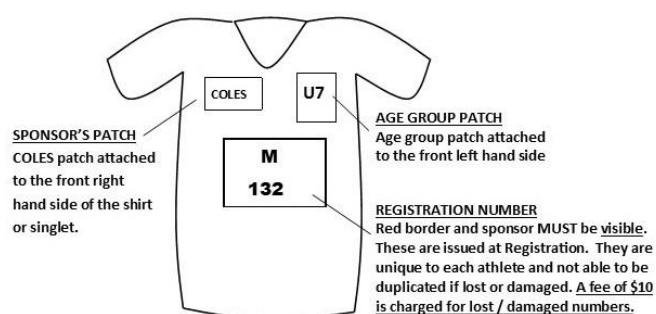 COLES
U7
M
132
SPONSOR'S PATCH
COLES patch attached
to the front right
hand side of the shirt
or singlet.
AGE GROUP PATCH
Age group patch attached
to the front left hand side
REGISTRATION NUMBER
Red border and sponsor MUST be visible.
These are issued at Registration. They are
unique to each athlete and not able to be
duplicated if lost or damaged. A fee of $10
is charged for lost / damaged numbers.